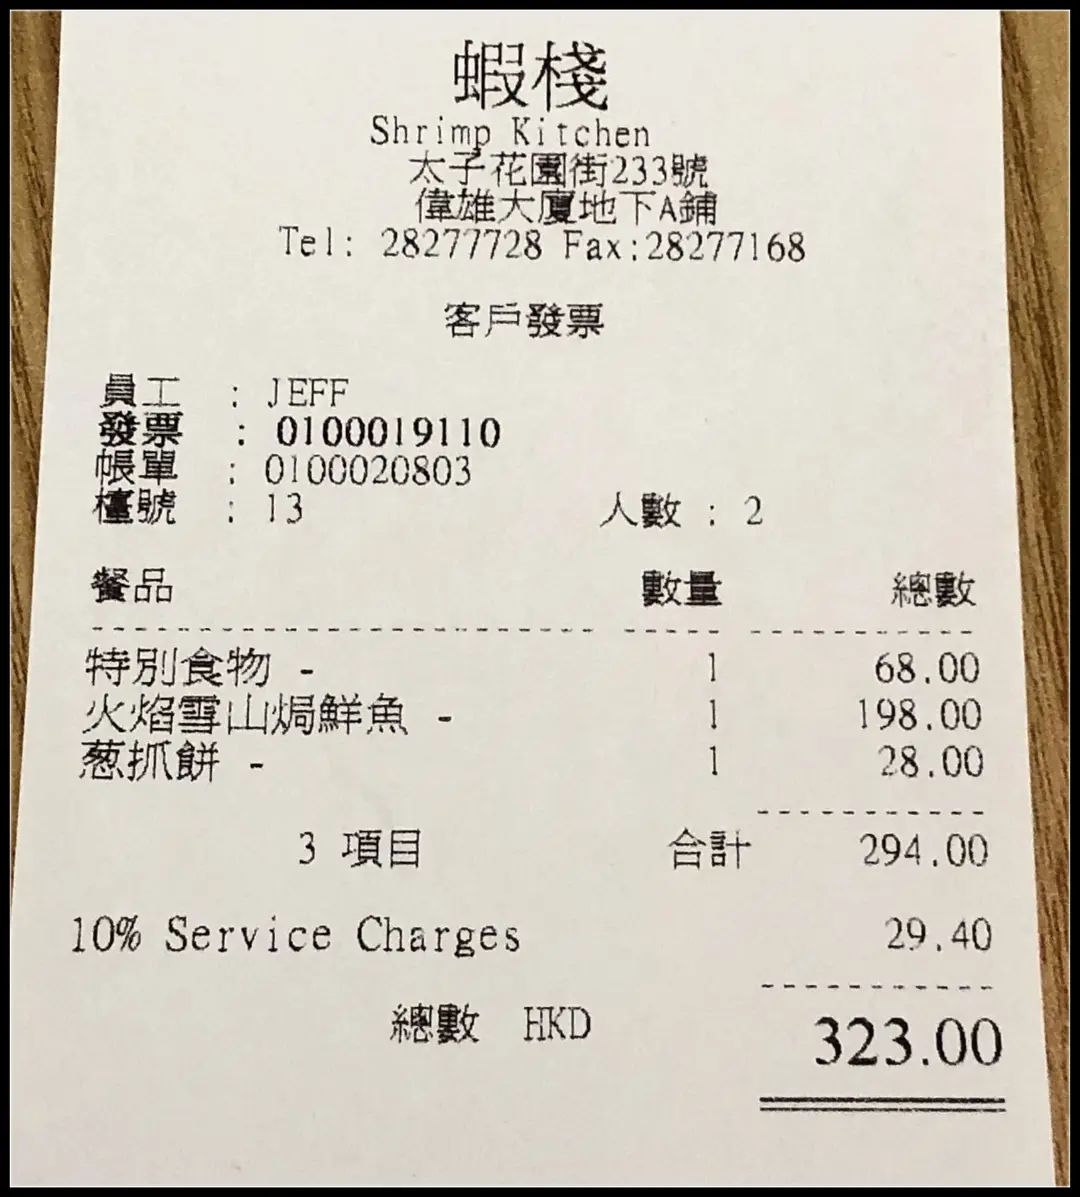 蝦棧
Shrimp Kitchen
太子花園街233號
偉雄大廈地下A鋪
Tel: 28277728 Fax:28277168
客戶發票
員工 : JEFF
發票 : 0100019110
帳單 : 0100020803
檯號 : 13 人數 : 2
餐品 數量 總數
特別食物 - 1 68.00
火焰雪山焗鮮魚 - 1 198.00
葱抓餅 - 1 28.00
3 項目 合計 294.00
10% Service Charges 29.40
總數 HKD 323.00